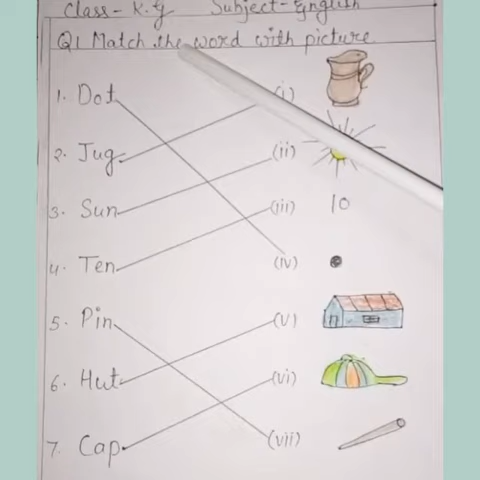 Class - K.G Subject - English
Q1 Match the word with picture
1. Dot (i)
2. Jug (ii)
3. Sun (iii) 10
4. Ten (iv)
5. Pin (v)
6. Hut (vi)
7. Cap (vii)